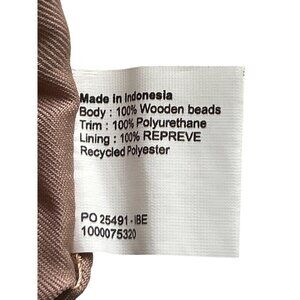 Made in Indonesia
Body : 100% Wooden beads
Trim : 100% Polyurethane
Lining : 100% REPREVE
Recycled Polyester
PO 25491 - IBE
1000075320